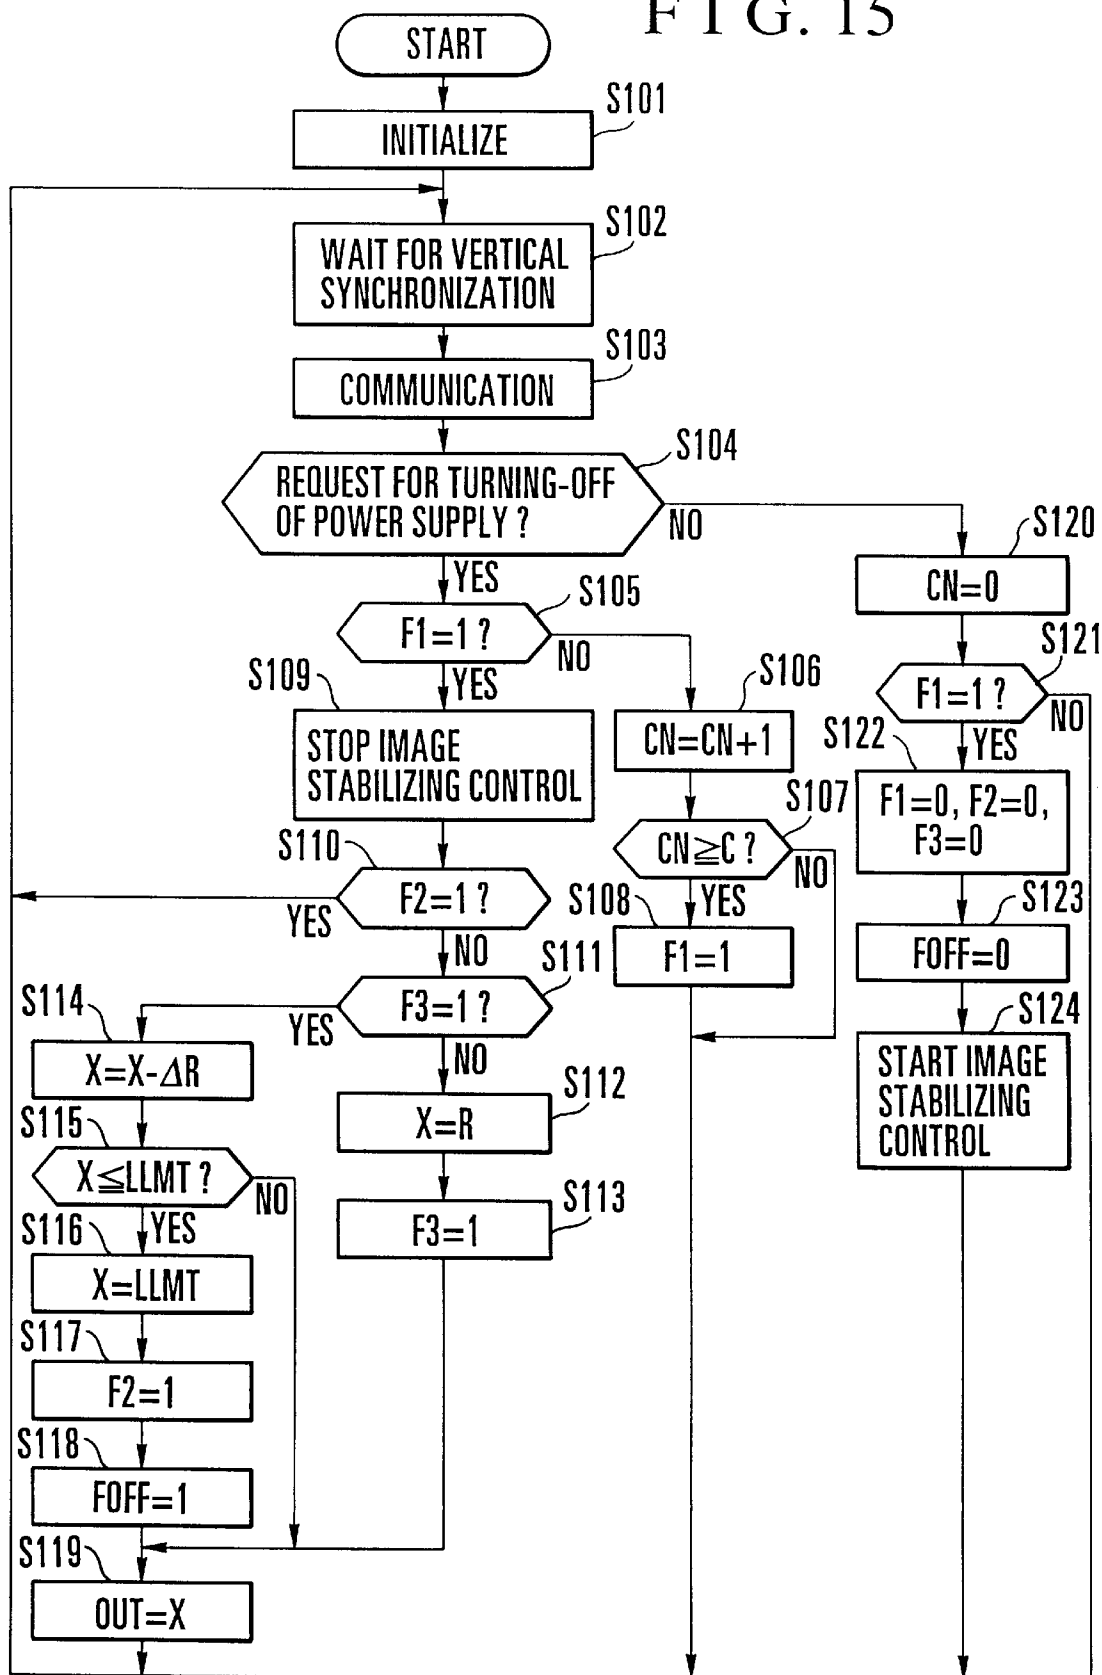 FIG. 15
START
S101
INITIALIZE
S102
WAIT FOR VERTICAL
SYNCHRONIZATION
S103
COMMUNICATION
S104
REQUEST FOR TURNING-OFF
OF POWER SUPPLY ?
NO
YES
S105
F1=1 ?
NO
YES
S106
CN=CN+1
S107
CN≧C ?
NO
YES
S108
F1=1
S109
STOP IMAGE
STABILIZING CONTROL
S110
F2=1 ?
YES
NO
S111
F3=1 ?
YES
NO
S112
X=R
S113
F3=1
S114
X=X-ΔR
S115
X≦LLMT ?
NO
YES
S116
X=LLMT
S117
F2=1
S118
FOFF=1
S119
OUT=X
S120
CN=0
S121
F1=1 ?
NO
YES
S122
F1=0, F2=0,
F3=0
S123
FOFF=0
S124
START IMAGE
STABILIZING
CONTROL